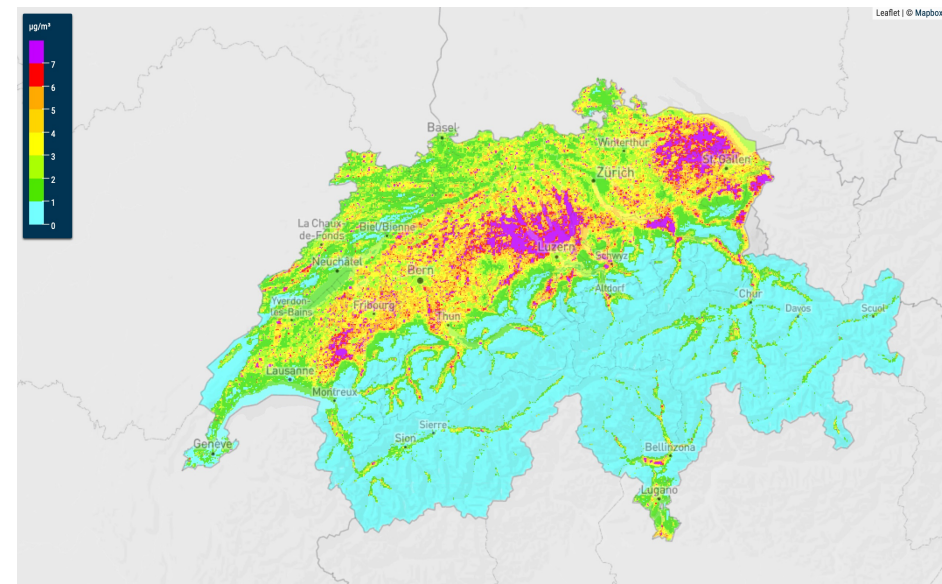 Leaflet | © Mapbox
µg/m³
7
6
5
4
3
2
1
0
Basel
Winterthur
St. Gallen
Zürich
La Chaux-
de-Fonds
Biel/Bienne
Luzern
Schwyz
Neuchâtel
Bern
Altdorf
Yverdon-
les-Bains
Fribourg
Thun
Chur
Davos
Scuol
Lausanne
Montreux
Sierre
Sion
Genève
Bellinzona
Lugano